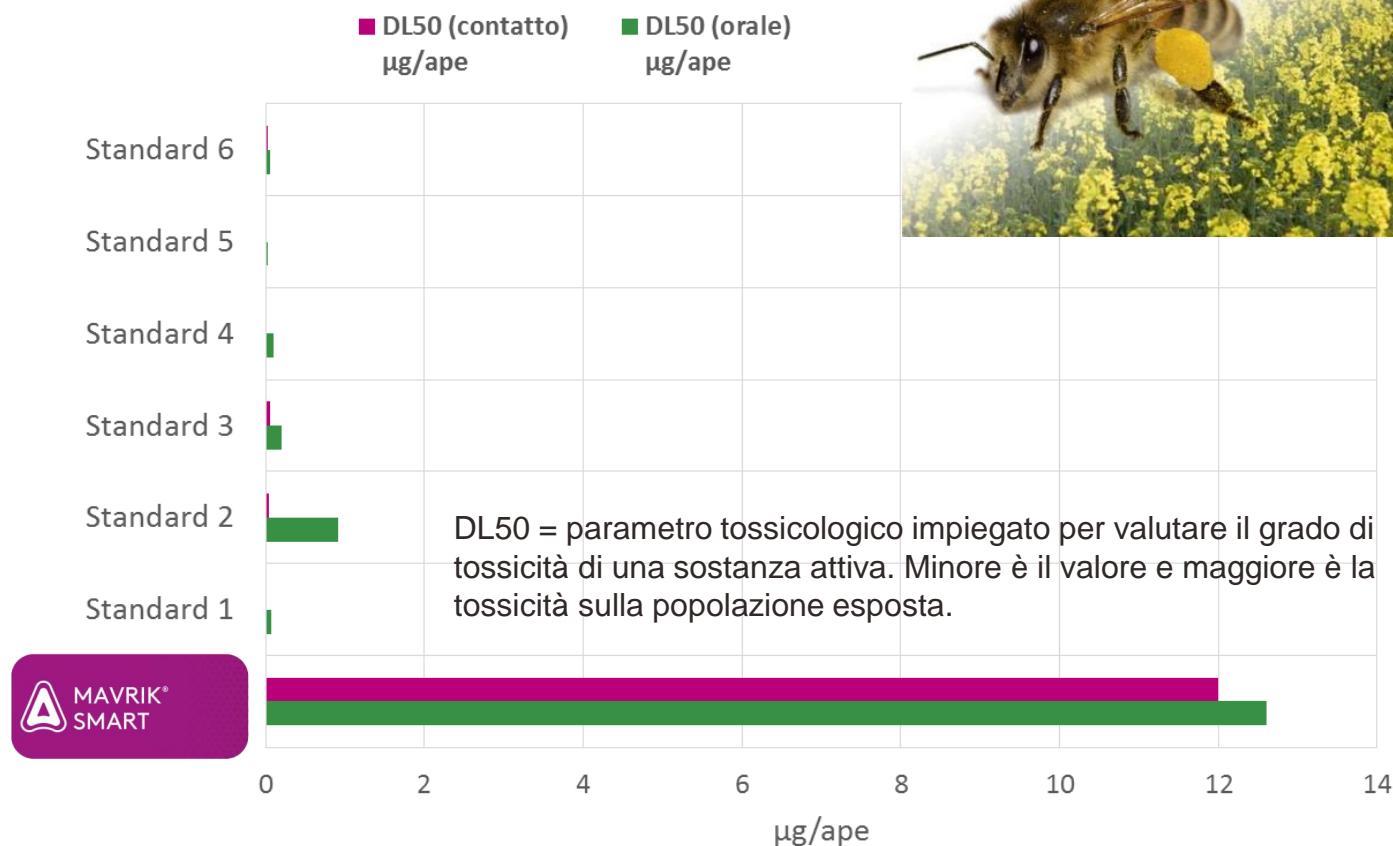 DL50 (contatto)
µg/ape
DL50 (orale)
µg/ape
Standard 6
Standard 5
Standard 4
Standard 3
Standard 2
Standard 1
DL50 = parametro tossicologico impiegato per valutare il grado di
tossicità di una sostanza attiva. Minore è il valore e maggiore è la
tossicità sulla popolazione esposta.
MAVRIK®
SMART
0 2 4 6 8 10 12 14
µg/ape